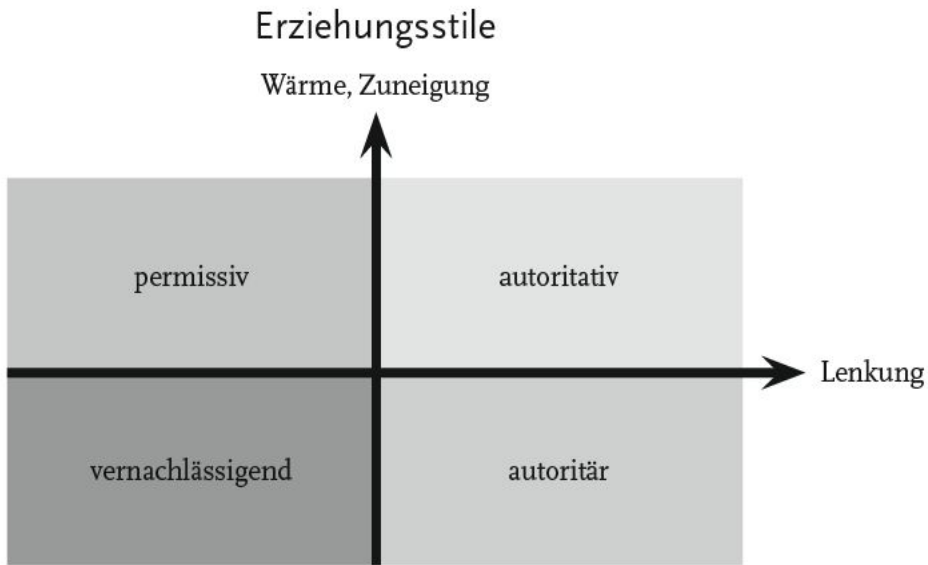 Erziehungsstile
Wärme, Zuneigung
permissiv
autoritativ
Lenkung
vernachlässigend
autoritär